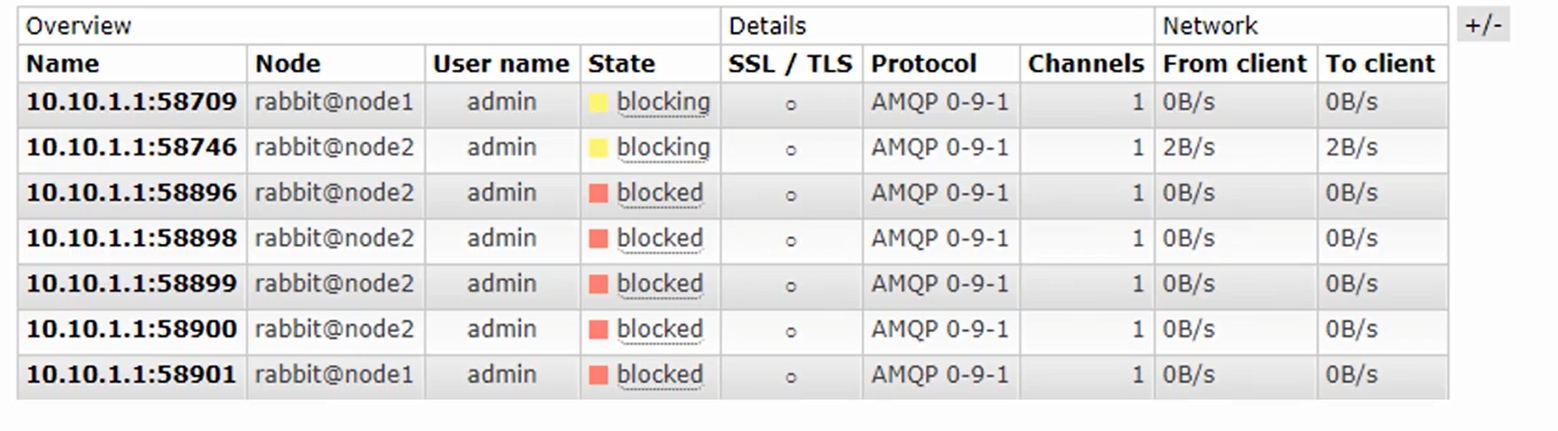 Overview Details Network +/-
Name Node User name State SSL / TLS Protocol Channels From client To client
10.10.1.1:58709 rabbit@node1 admin blocking ○ AMQP 0-9-1 1 0B/s 0B/s
10.10.1.1:58746 rabbit@node2 admin blocking ○ AMQP 0-9-1 1 2B/s 2B/s
10.10.1.1:58896 rabbit@node2 admin blocked ○ AMQP 0-9-1 1 0B/s 0B/s
10.10.1.1:58898 rabbit@node2 admin blocked ○ AMQP 0-9-1 1 0B/s 0B/s
10.10.1.1:58899 rabbit@node2 admin blocked ○ AMQP 0-9-1 1 0B/s 0B/s
10.10.1.1:58900 rabbit@node2 admin blocked ○ AMQP 0-9-1 1 0B/s 0B/s
10.10.1.1:58901 rabbit@node1 admin blocked ○ AMQP 0-9-1 1 0B/s 0B/s